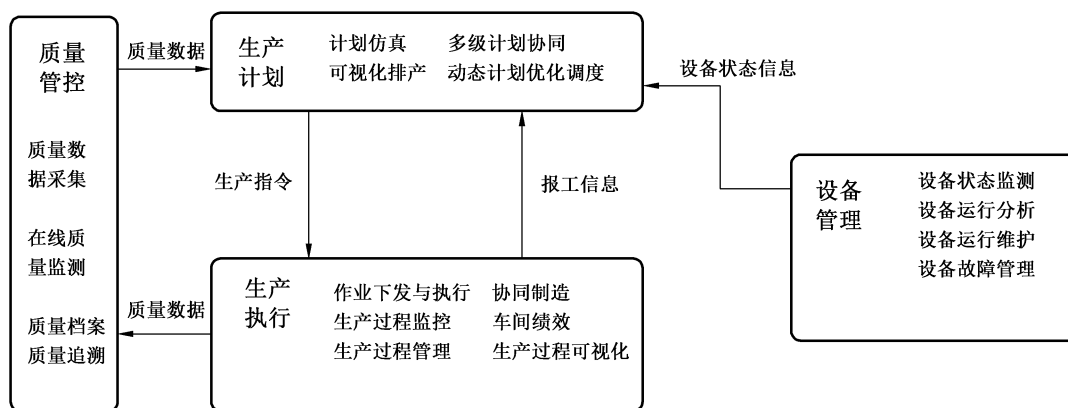 质量
管控
质量数
据采集
在线质
量监测
质量档案
质量追溯
质量数据
生产
计划
计划仿真
多级计划协同
可视化排产
动态计划优化调度
设备状态信息
生产指令
报工信息
设备
管理
设备状态监测
设备运行分析
设备运行维护
设备故障管理
质量数据
生产
执行
作业下发与执行
协同制造
生产过程监控
车间绩效
生产过程管理
生产过程可视化